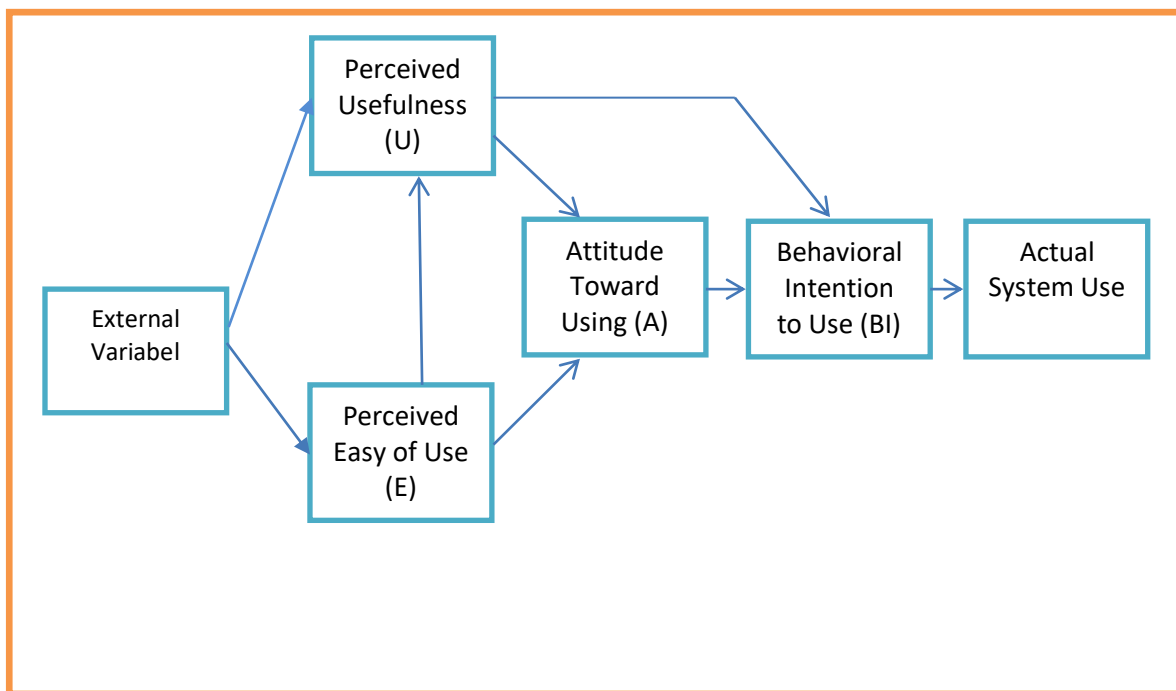 Perceived
Usefulness
(U)
External
Variabel
Perceived
Easy of Use
(E)
Attitude
Toward
Using (A)
Behavioral
Intention
to Use (BI)
Actual
System Use